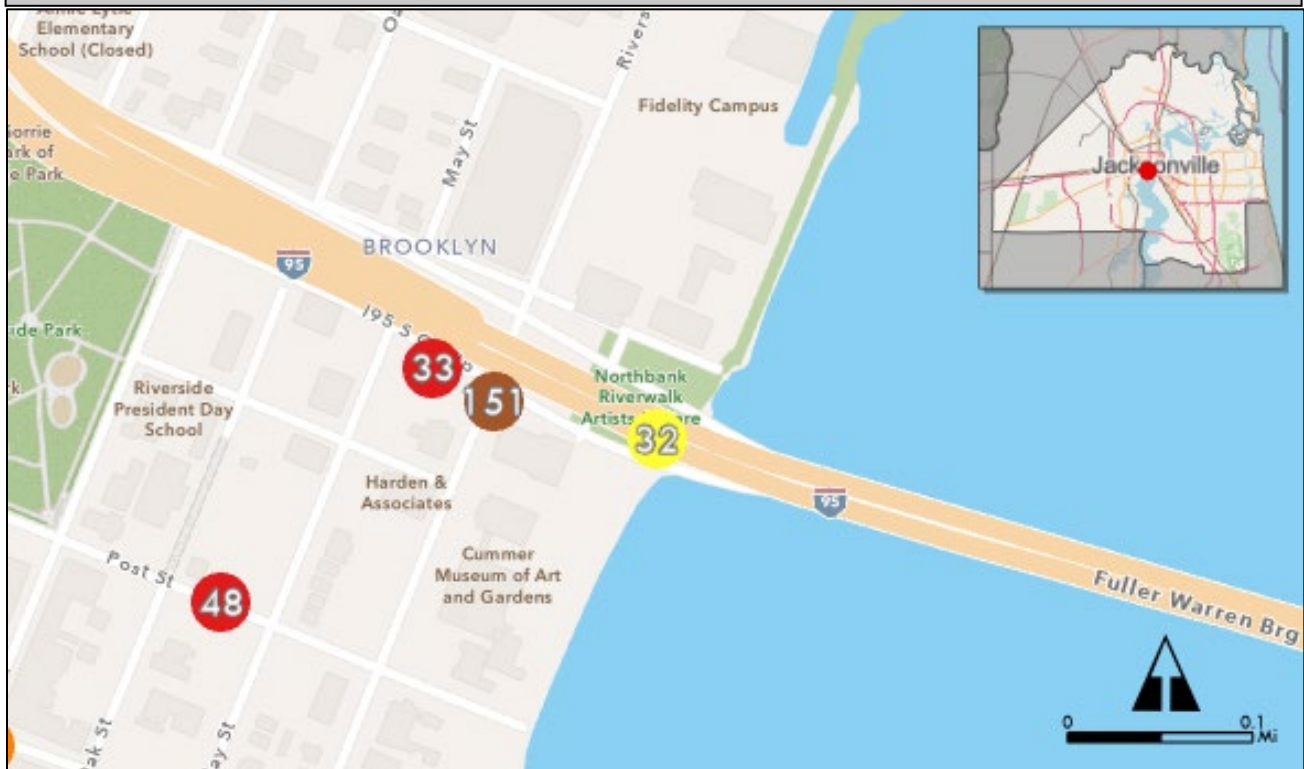 Elementary
School (Closed)
Rivers
May St
Fidelity Campus
Jacksonville
e Park
BROOKLYN
95
33
151
Northbank
Riverwalk
32
Riverside
President Day
School
Harden &
Associates
95
Post St
48
Cummer
Museum of Art
and Gardens
Fuller Warren Brg
0
0.1
Mi